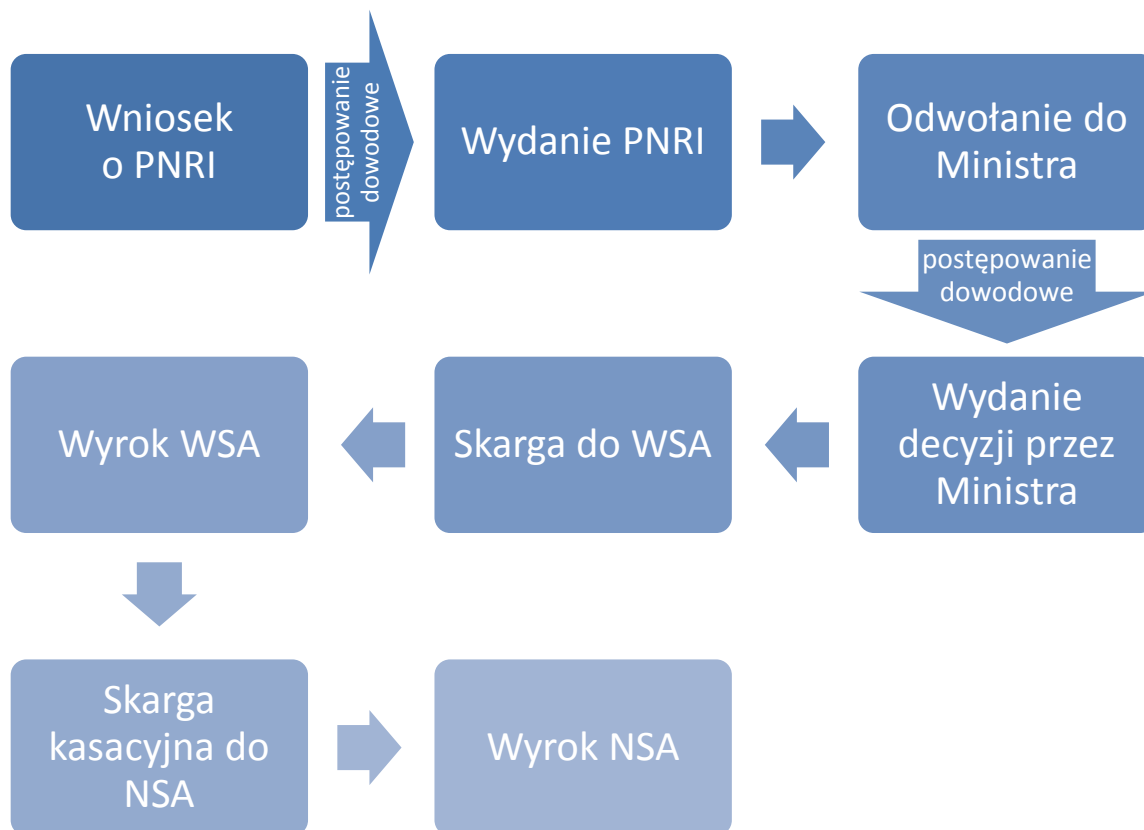 Wniosek
o PNRI
postępowanie
dowodowe
Wydanie PNRI
Odwołanie do
Ministra
postępowanie
dowodowe
Wydanie
decyzji przez
Ministra
Skarga do WSA
Wyrok WSA
Skarga
kasacyjna do
NSA
Wyrok NSA